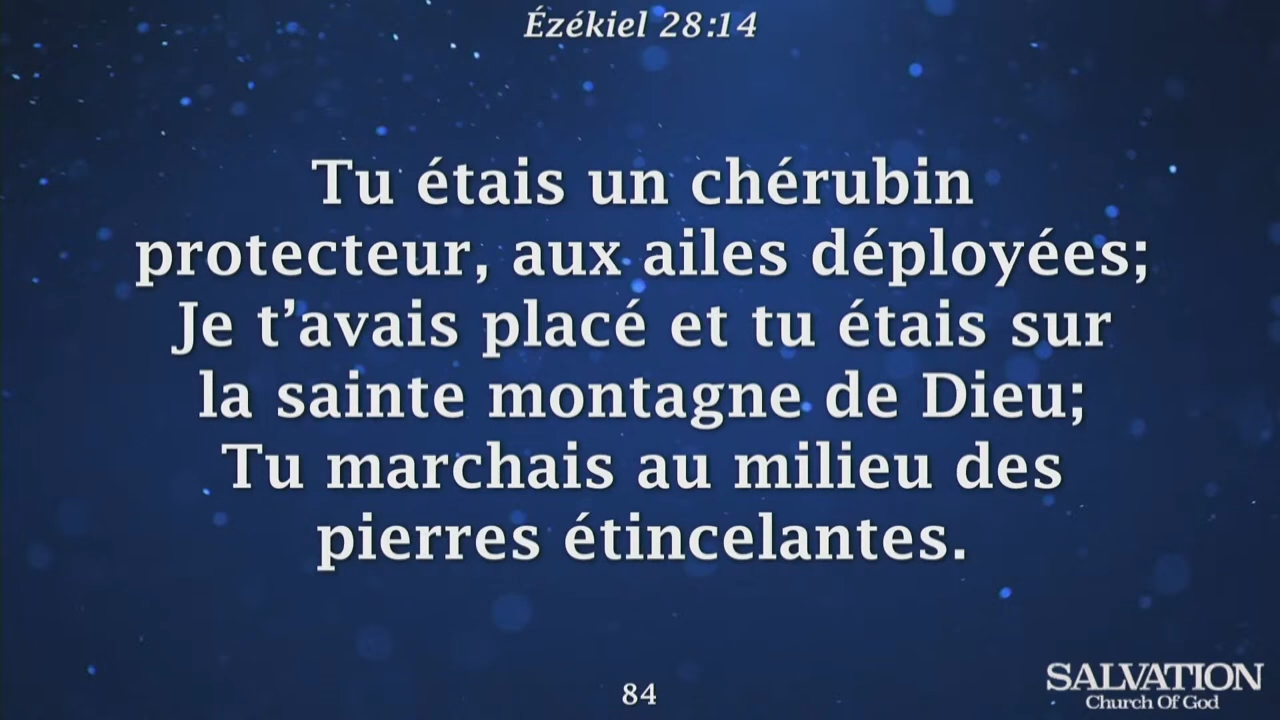 Ézékiel 28:14
Tu étais un chérubin
protecteur, aux ailes déployées;
Je t’avais placé et tu étais sur
la sainte montagne de Dieu;
Tu marchais au milieu des
pierres étincelantes.
84
SALVATION
Church Of God